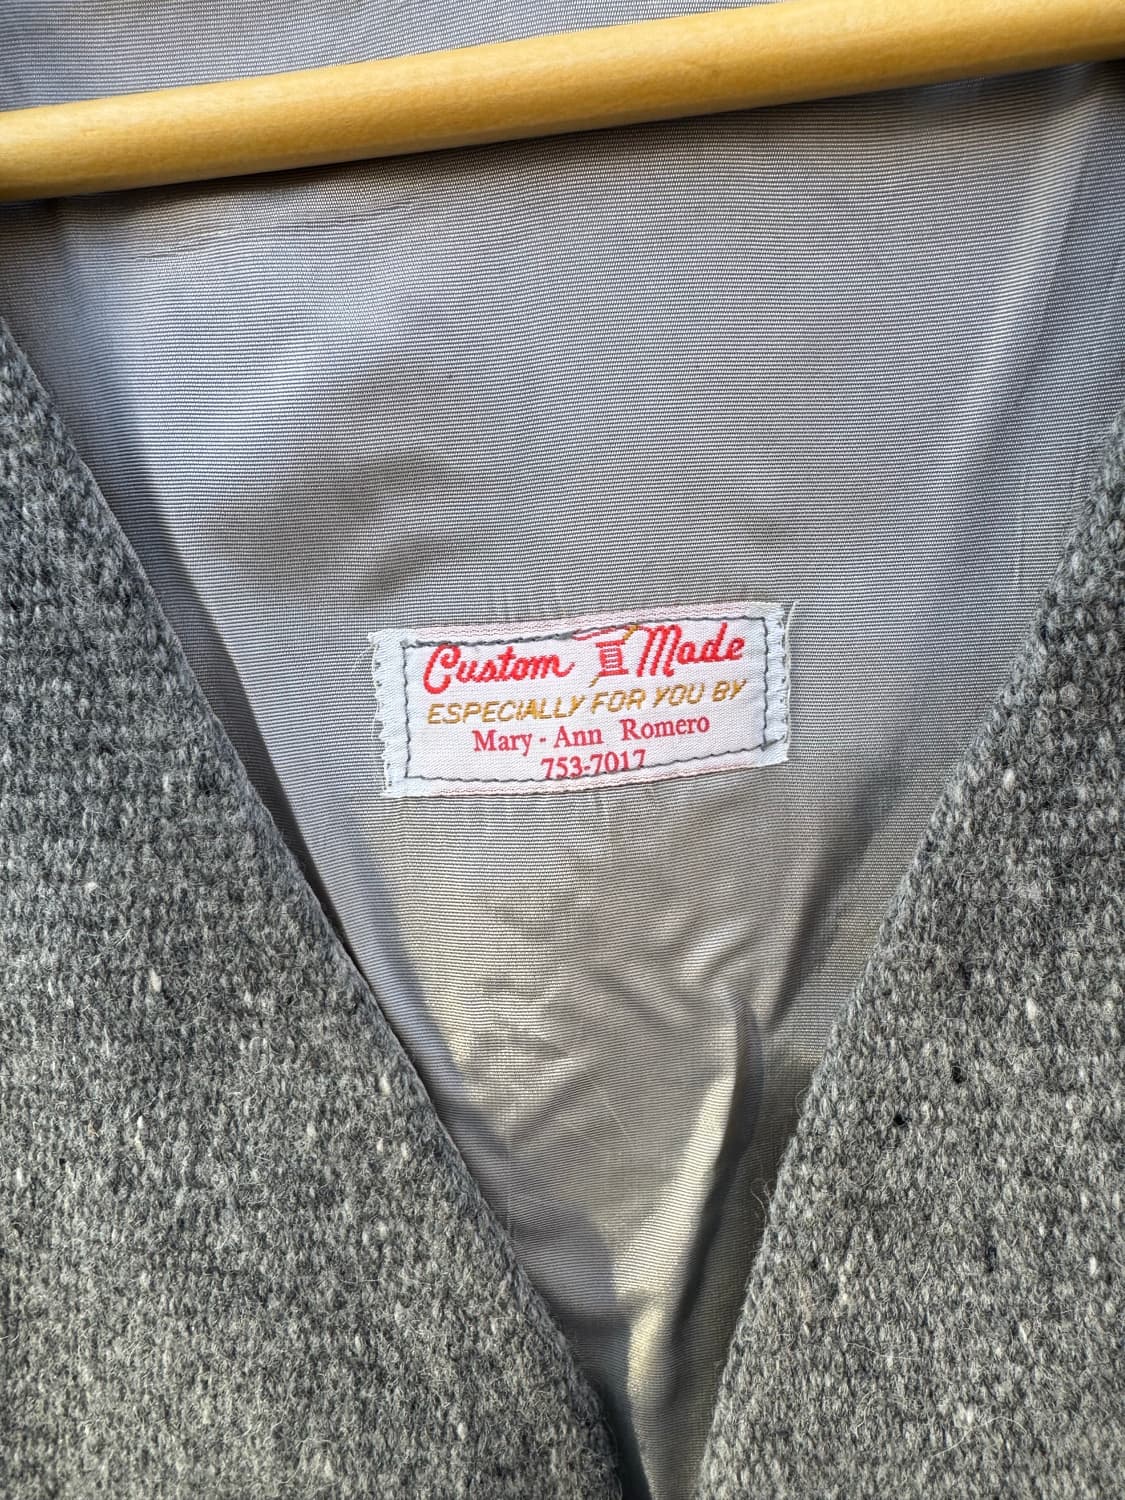 Custom Made
ESPECIALLY FOR YOU BY
Mary - Ann Romero
753-7017